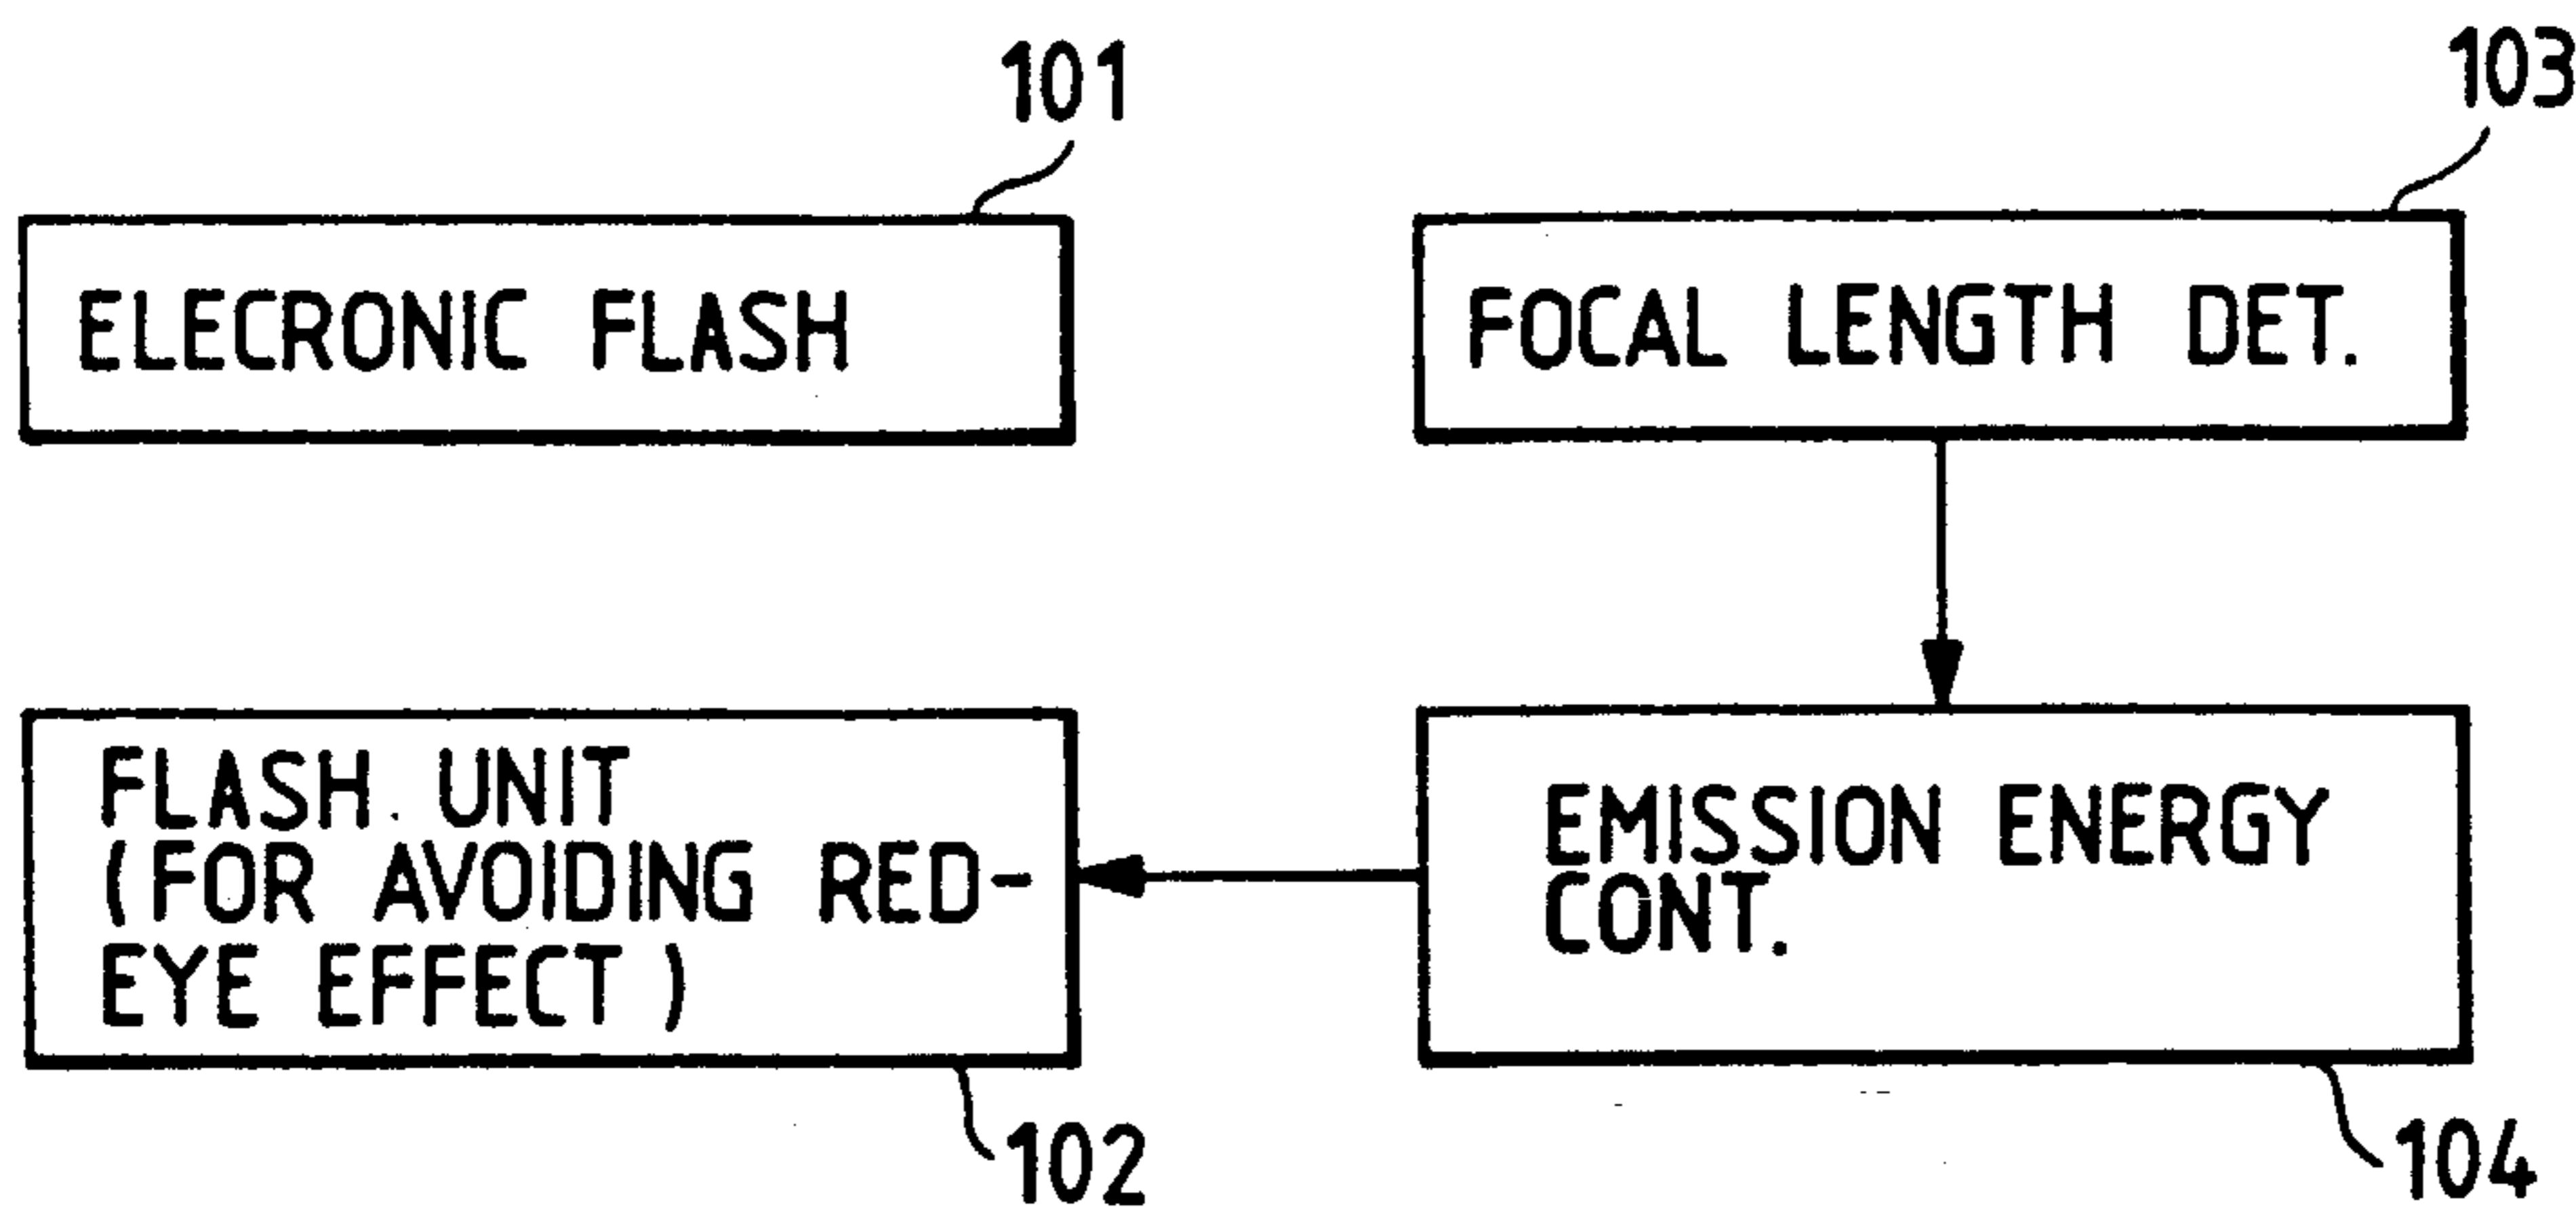 101
ELECRONIC FLASH
103
FOCAL LENGTH DET.
FLASH UNIT
(FOR AVOIDING RED-
EYE EFFECT)
102
EMISSION ENERGY
CONT.
104